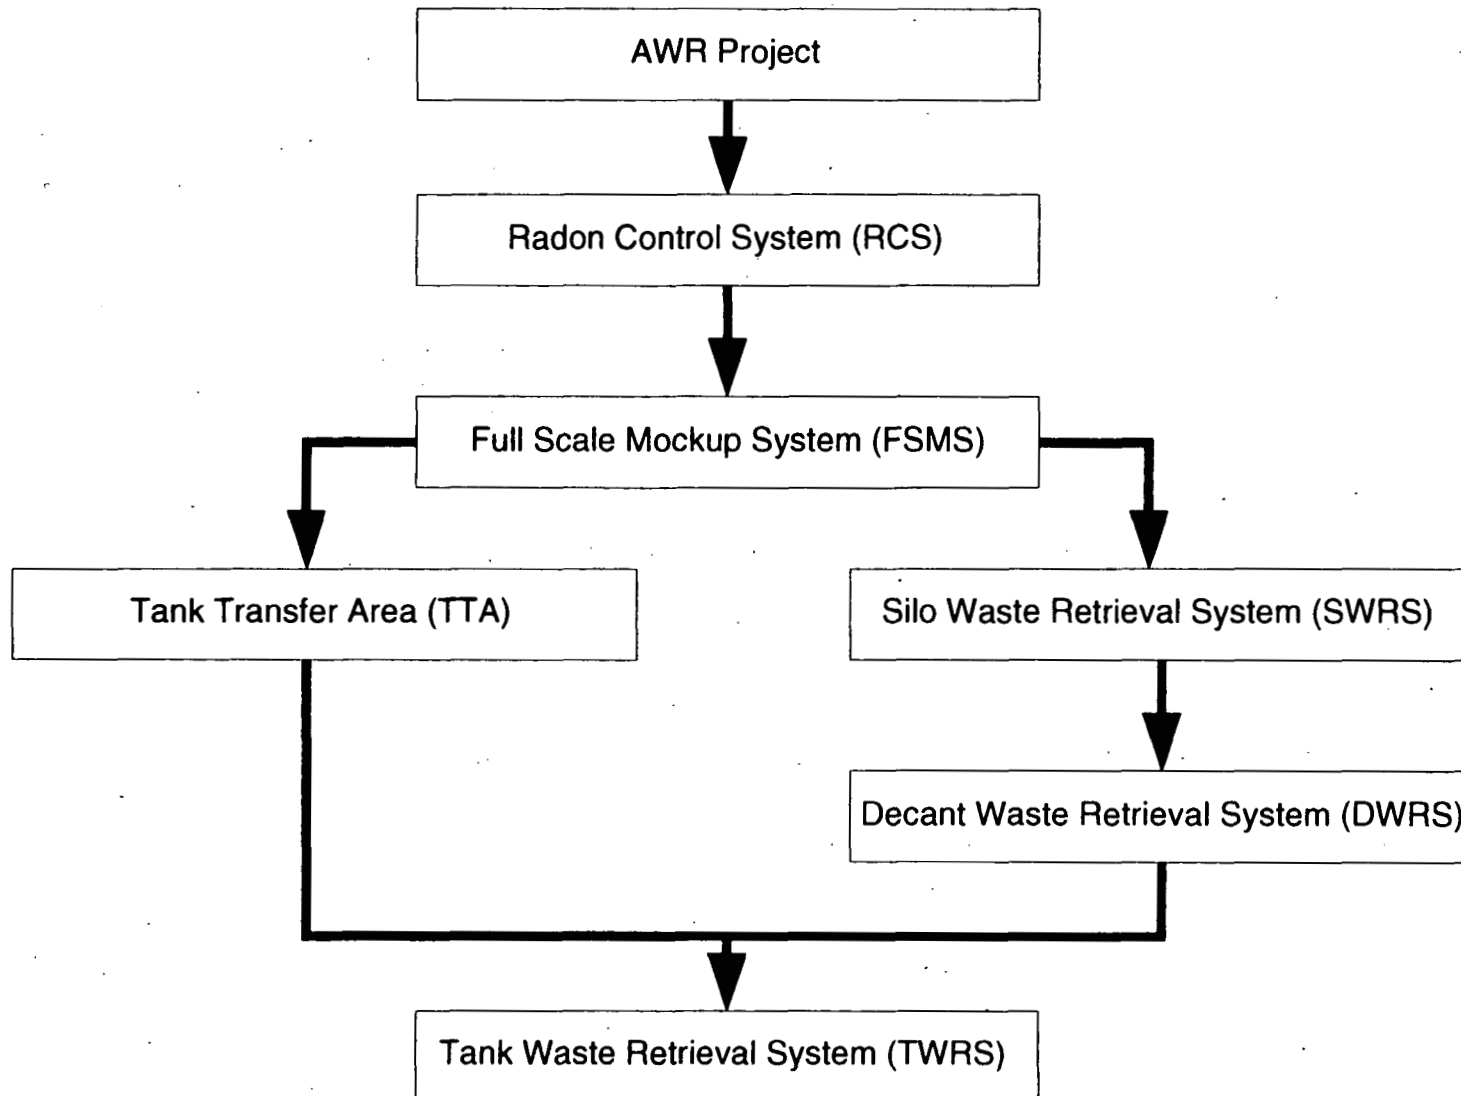 AWR Project
Radon Control System (RCS)
Full Scale Mockup System (FSMS)
Tank Transfer Area (TTA)
Silo Waste Retrieval System (SWRS)
Decant Waste Retrieval System (DWRS)
Tank Waste Retrieval System (TWRS)